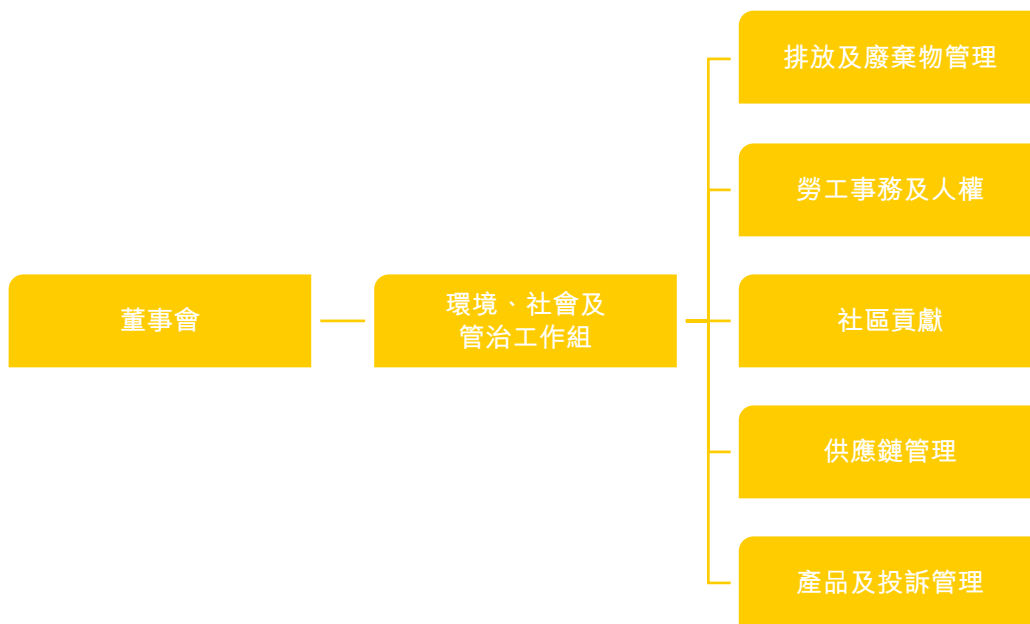 董事會
環境、社會及
管治工作組
排放及廢棄物管理
勞工事務及人權
社區貢獻
供應鏈管理
產品及投訴管理